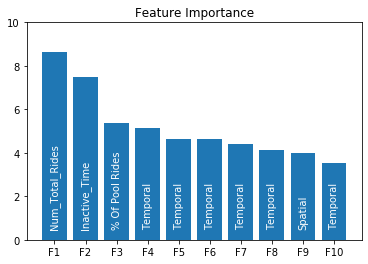 Feature Importance
10
8
6
4
2
0
Num_Total_Rides
Inactive_Time
% Of Pool Rides
Temporal
Temporal
Temporal
Temporal
Temporal
Spatial
Temporal
F1 F2 F3 F4 F5 F6 F7 F8 F9 F10